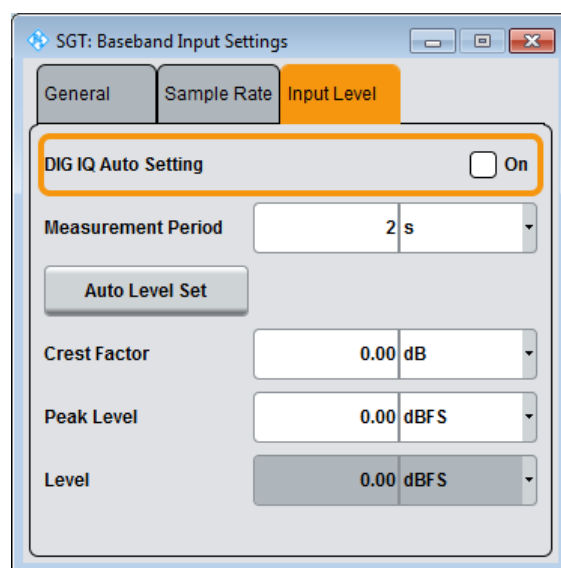 SGT: Baseband Input Settings
General Sample Rate Input Level
DIG IQ Auto Setting On
Measurement Period 2 s
Auto Level Set
Crest Factor 0.00 dB
Peak Level 0.00 dBFS
Level 0.00 dBFS